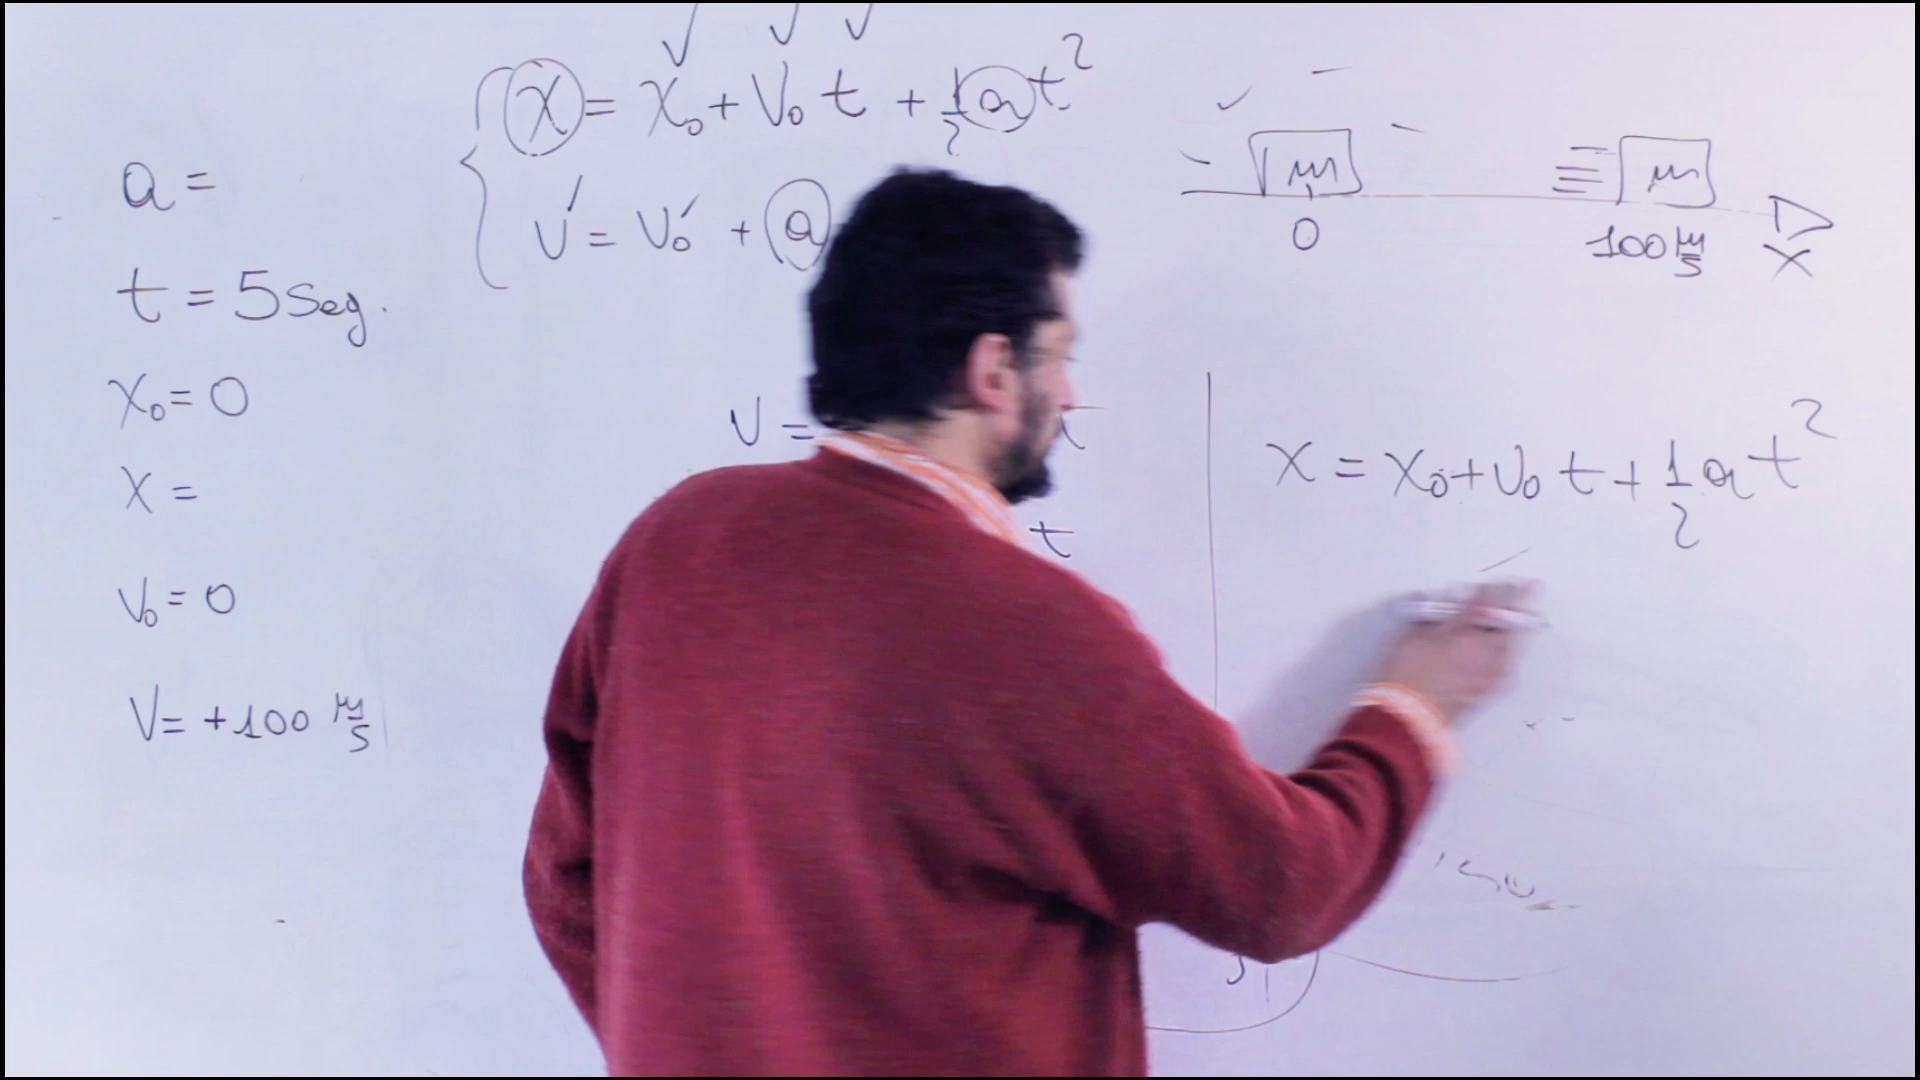 a =
t = 5 Seg.
x₀ = 0
x =
v₀ = 0
v = +100 m/s
x = x₀ + v₀ t + 1/2 a t²
v = v₀ + a
v =
t
m
0
m
100 m/s
x
x = x₀ + v₀ t + 1/2 a t²